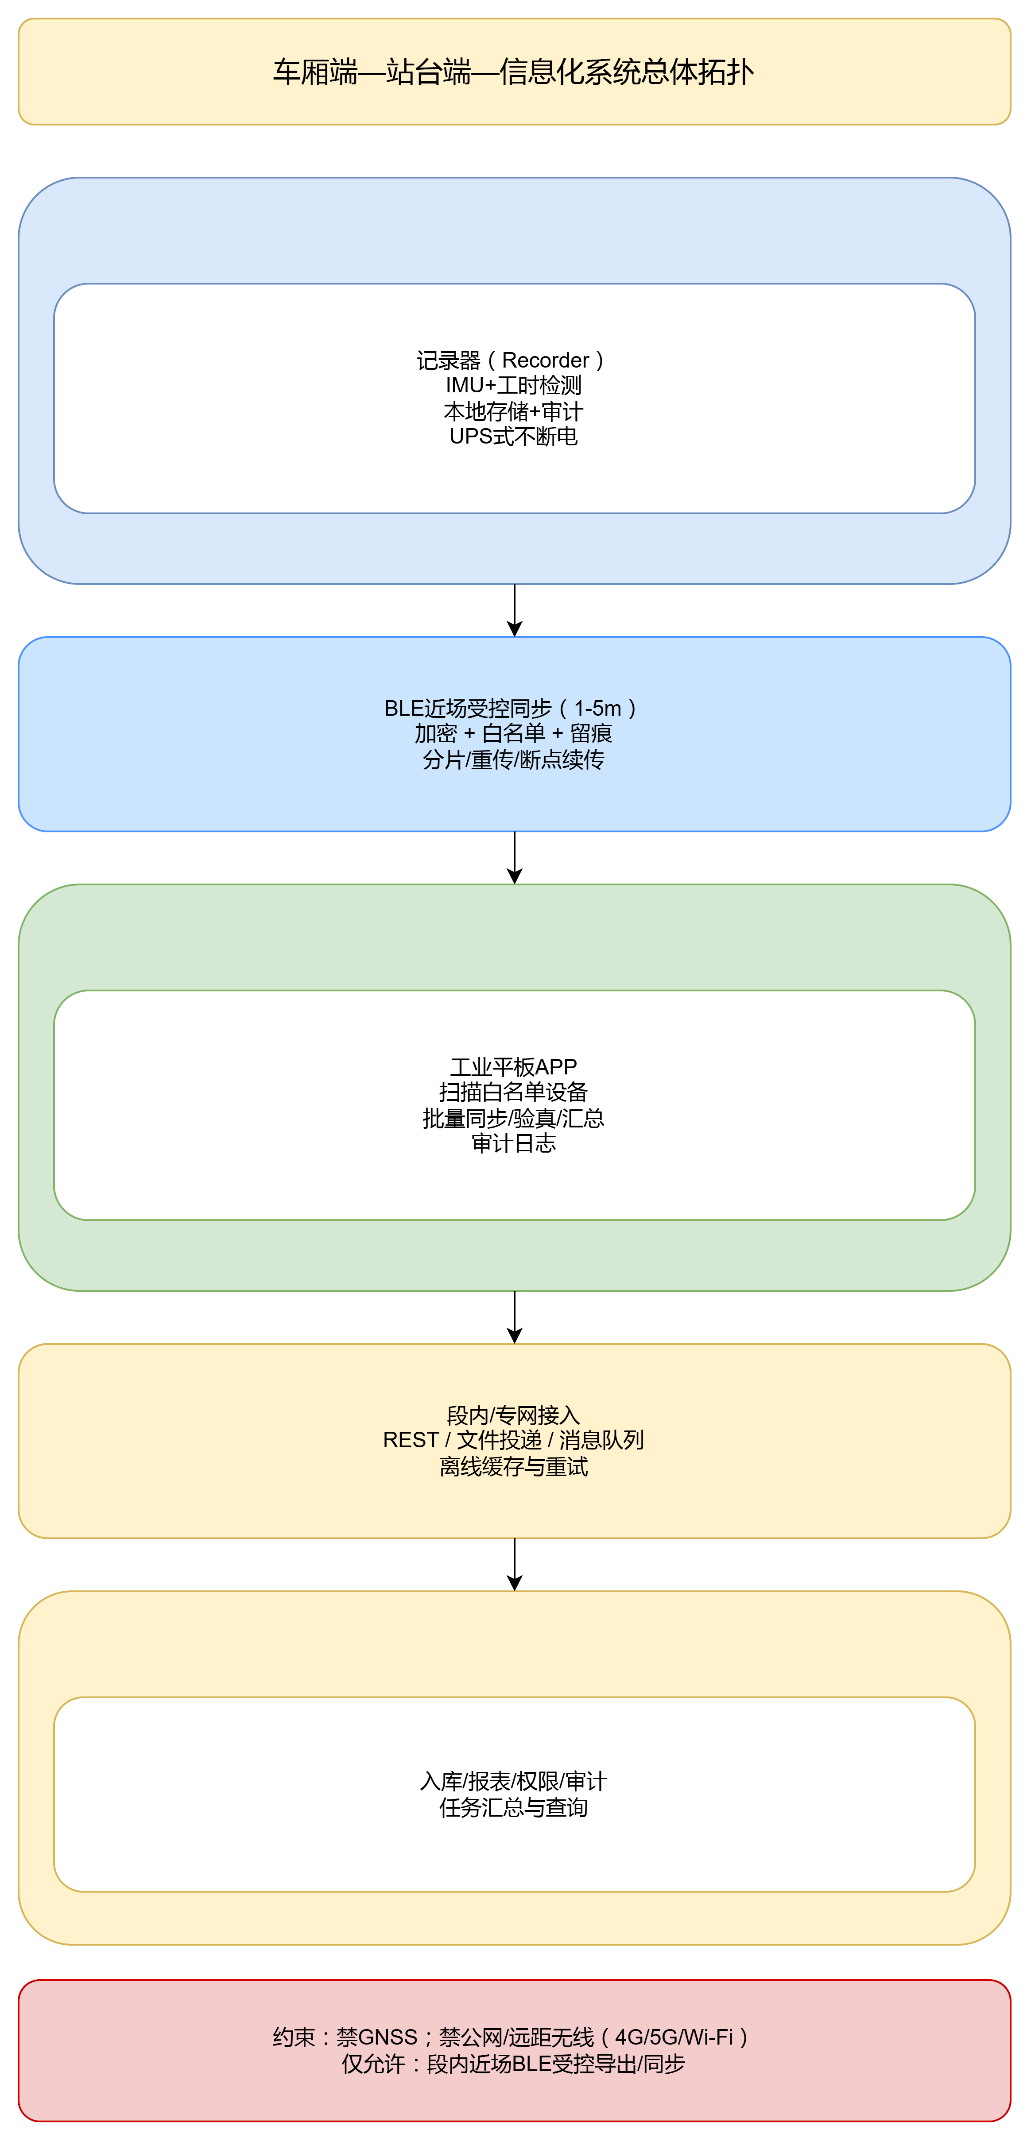 车厢端—站台端—信息化系统总体拓扑
记录器（Recorder）
IMU+工时检测
本地存储+审计
UPS式不断电
BLE近场受控同步（1-5m）
加密 + 白名单 + 留痕
分片/重传/断点续传
工业平板APP
扫描白名单设备
批量同步/验真/汇总
审计日志
段内/专网接入
REST / 文件投递 / 消息队列
离线缓存与重试
入库/报表/权限/审计
任务汇总与查询
约束：禁GNSS；禁公网/远距无线（4G/5G/Wi-Fi）
仅允许：段内近场BLE受控导出/同步